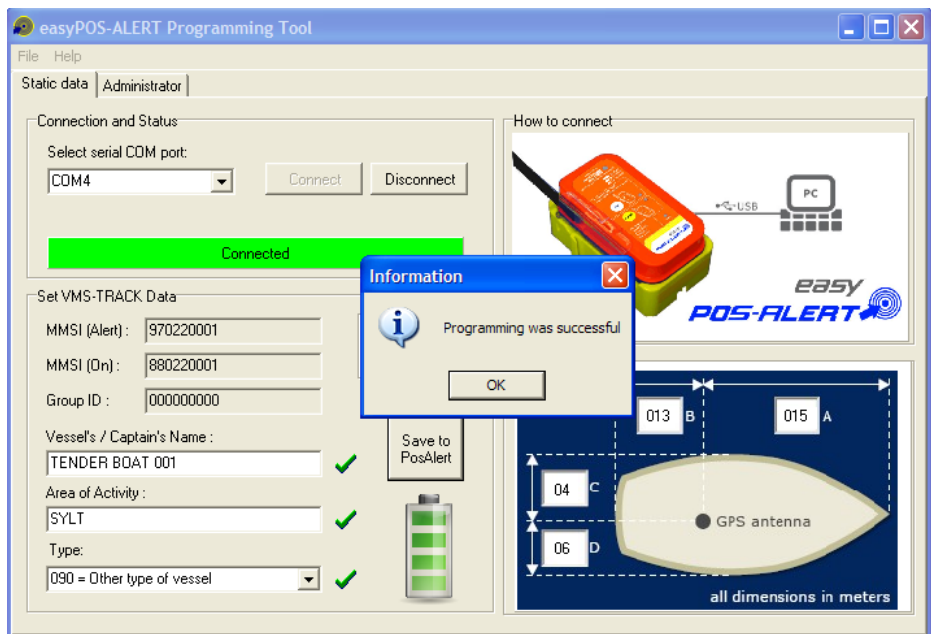 easyPOS-ALERT Programming Tool
File Help
Static data Administrator
Connection and Status
Select serial COM port:
COM4
Connect
Disconnect
Connected
How to connect
USB
PC
easy
POS-ALERT
Information
Programming was successful
OK
Set VMS-TRACK Data
MMSI (Alert) : 970220001
MMSI (On) : 880220001
Group ID : 000000000
Vessel's / Captain's Name :
TENDER BOAT 001
Area of Activity :
SYLT
Type:
090 = Other type of vessel
Save to
PosAlert
013 B 015 A
04 C
GPS antenna
06 D
all dimensions in meters